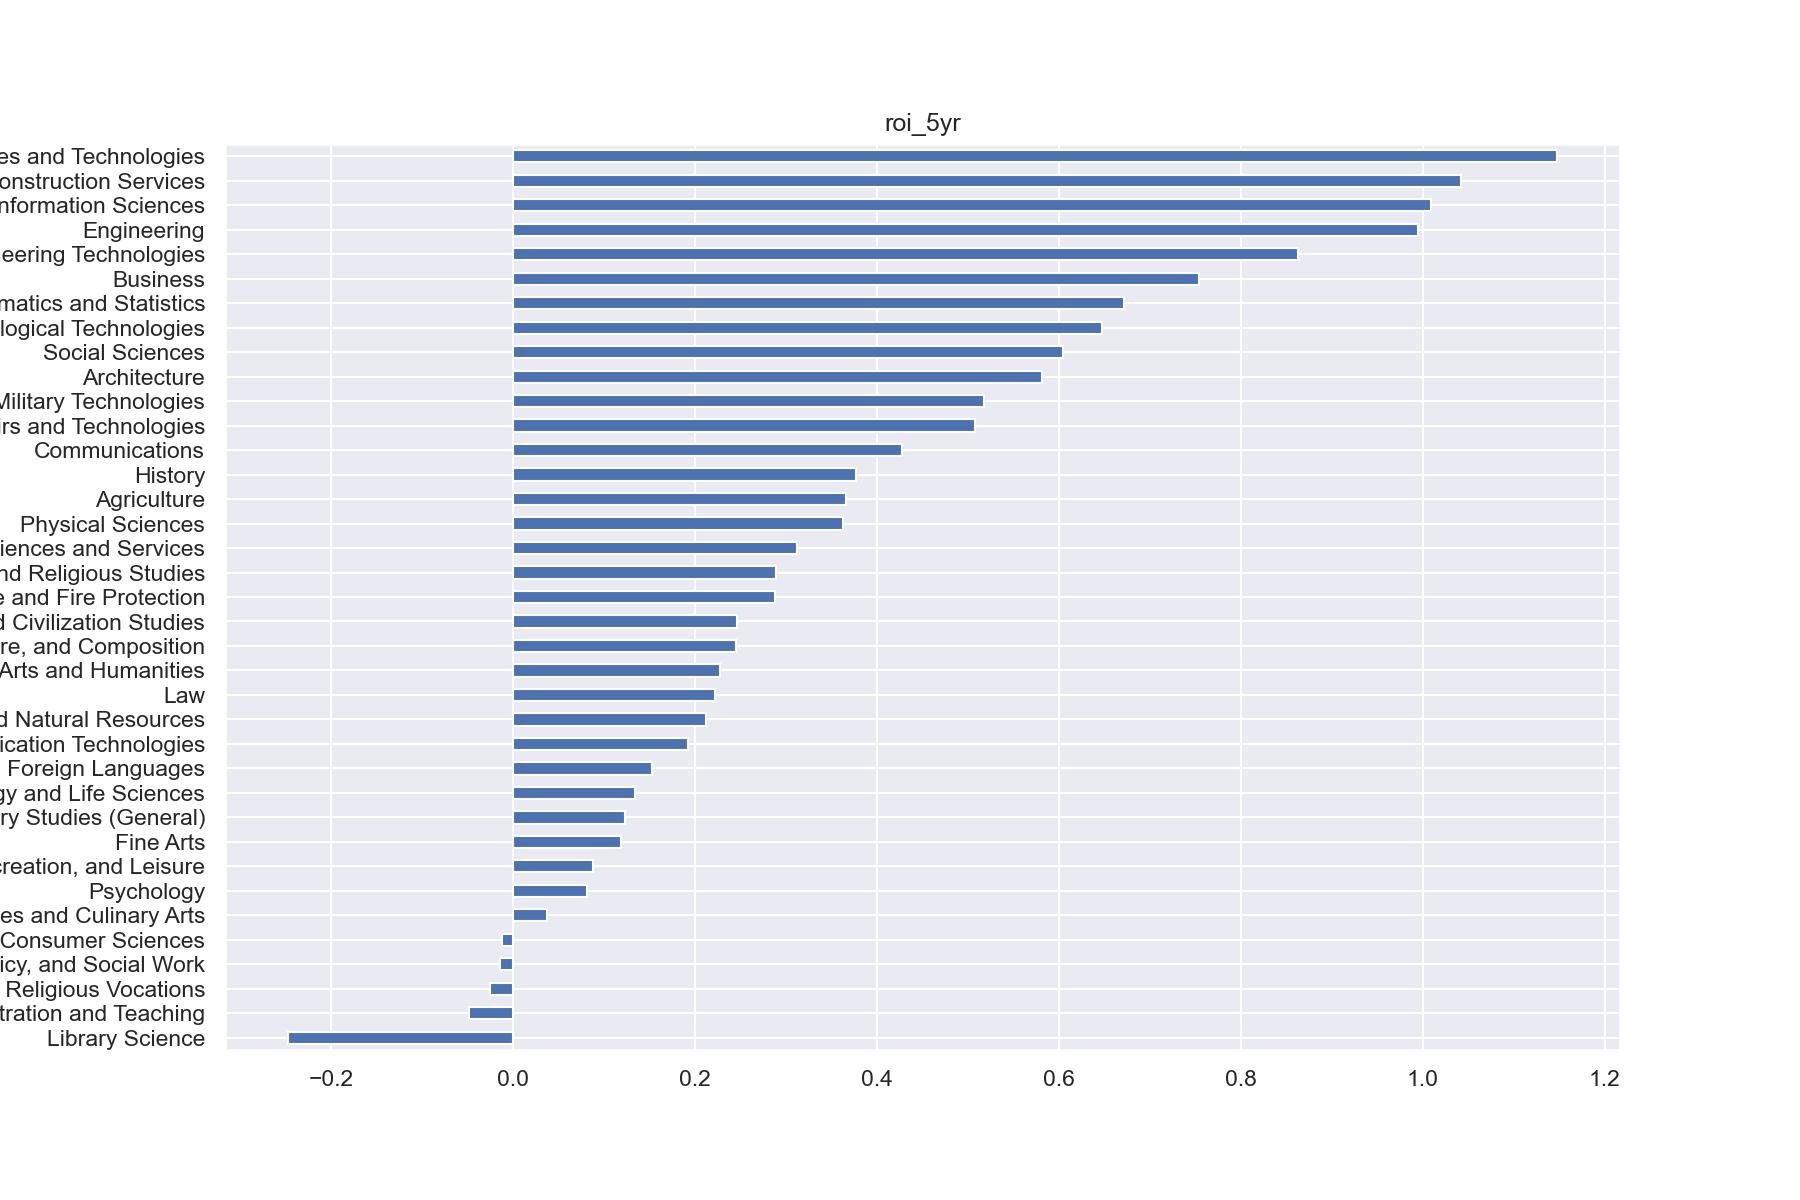 roi_5yr
es and Technologies
onstruction Services
nformation Sciences
Engineering
eering Technologies
Business
matics and Statistics
logical Technologies
Social Sciences
Architecture
Military Technologies
irs and Technologies
Communications
History
Agriculture
Physical Sciences
iences and Services
nd Religious Studies
e and Fire Protection
d Civilization Studies
re, and Composition
Arts and Humanities
Law
d Natural Resources
ication Technologies
Foreign Languages
gy and Life Sciences
ry Studies (General)
Fine Arts
creation, and Leisure
Psychology
es and Culinary Arts
Consumer Sciences
icy, and Social Work
Religious Vocations
tration and Teaching
Library Science
−0.2 0.0 0.2 0.4 0.6 0.8 1.0 1.2